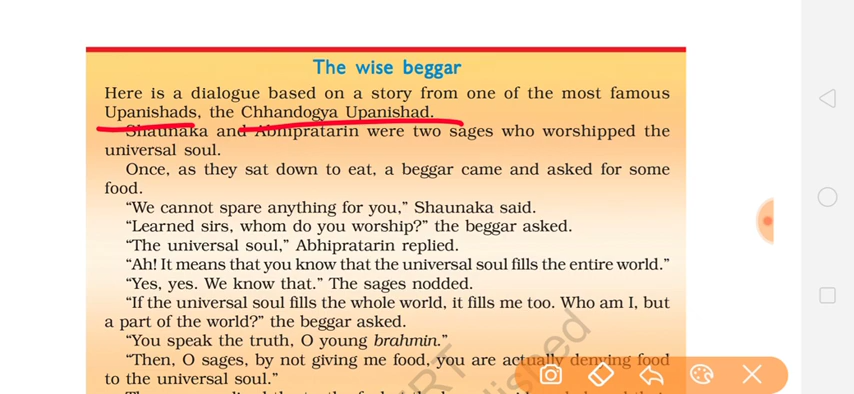 The wise beggar
Here is a dialogue based on a story from one of the most famous
Upanishads, the Chhandogya Upanishad.
Shaunaka and Abhipratarin were two sages who worshipped the
universal soul.
Once, as they sat down to eat, a beggar came and asked for some
food.
“We cannot spare anything for you,” Shaunaka said.
“Learned sirs, whom do you worship?” the beggar asked.
“The universal soul,” Abhipratarin replied.
“Ah! It means that you know that the universal soul fills the entire world.”
“Yes, yes. We know that.” The sages nodded.
“If the universal soul fills the whole world, it fills me too. Who am I, but
a part of the world?” the beggar asked.
“You speak the truth, O young brahmin.”
“Then, O sages, by not giving me food, you are actually denying food
to the universal soul.”